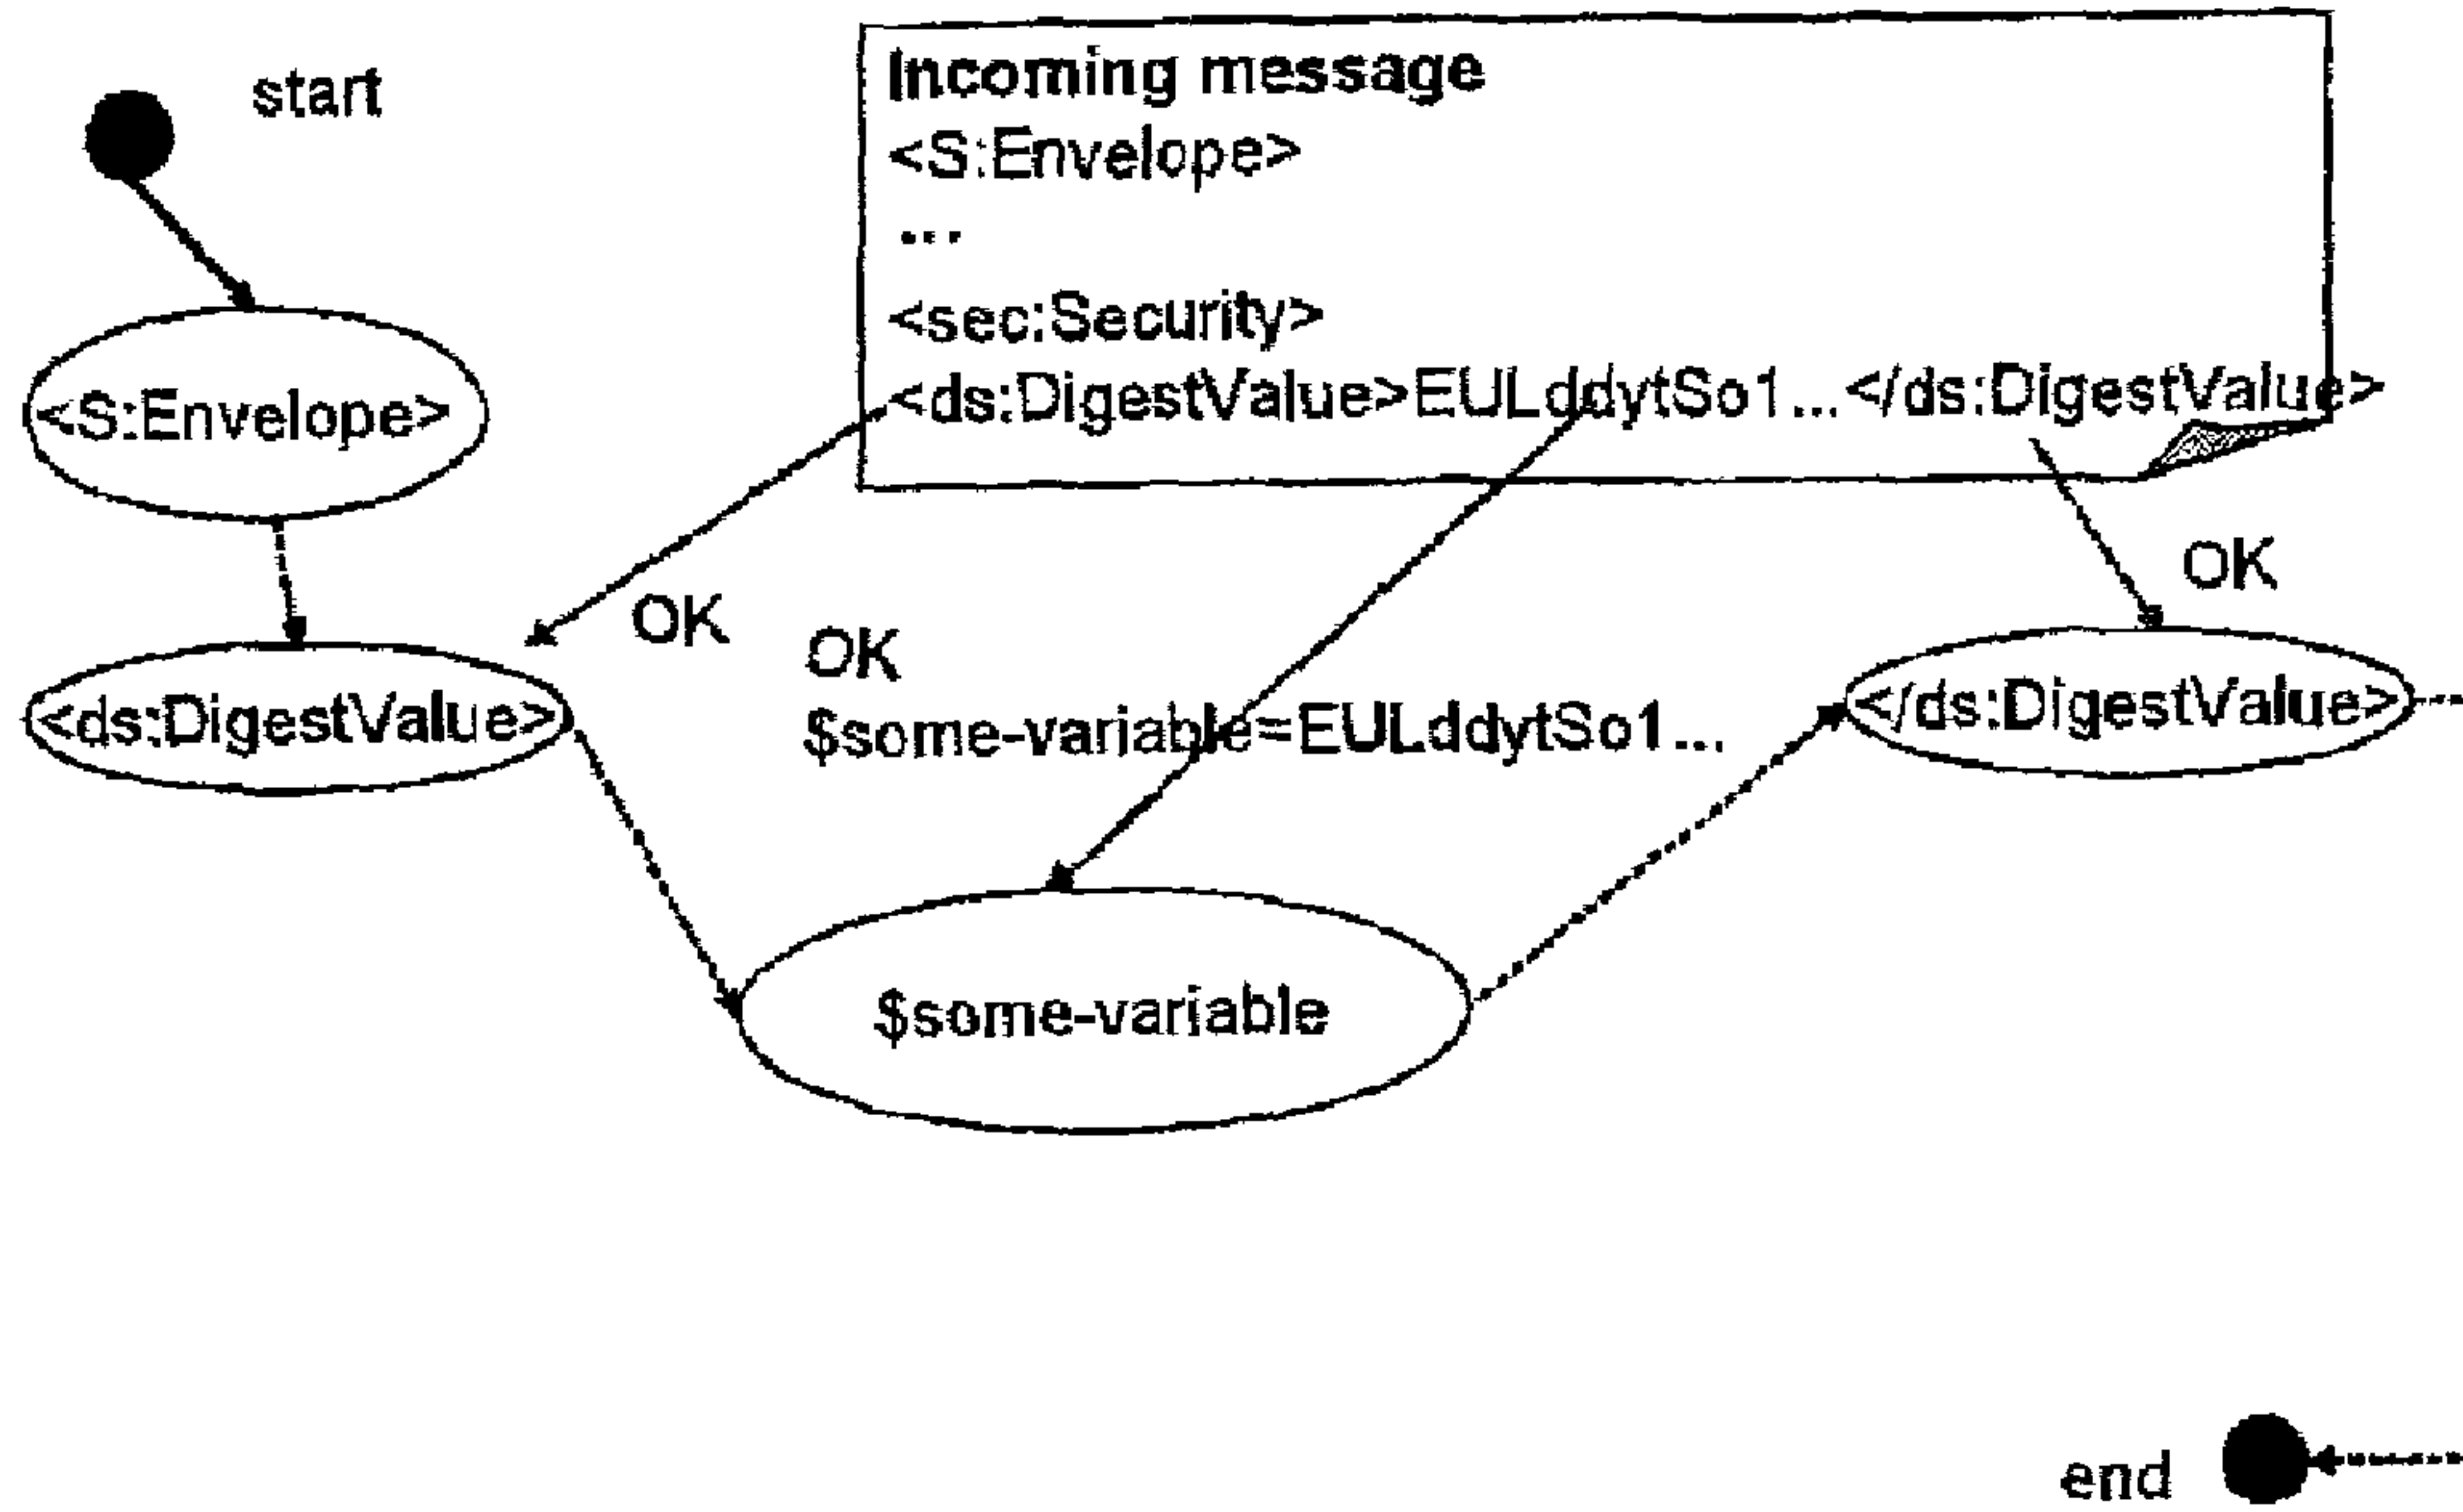 start
Incoming message
<S:Envelope>
...
<sec:Security>
<ds:DigestValue>EULddytSo1...</ds:DigestValue>
<S:Envelope>
OK
OK
OK
$some-variable=EULddytSo1...
<ds:DigestValue>
</ds:DigestValue>
$some-variable
end